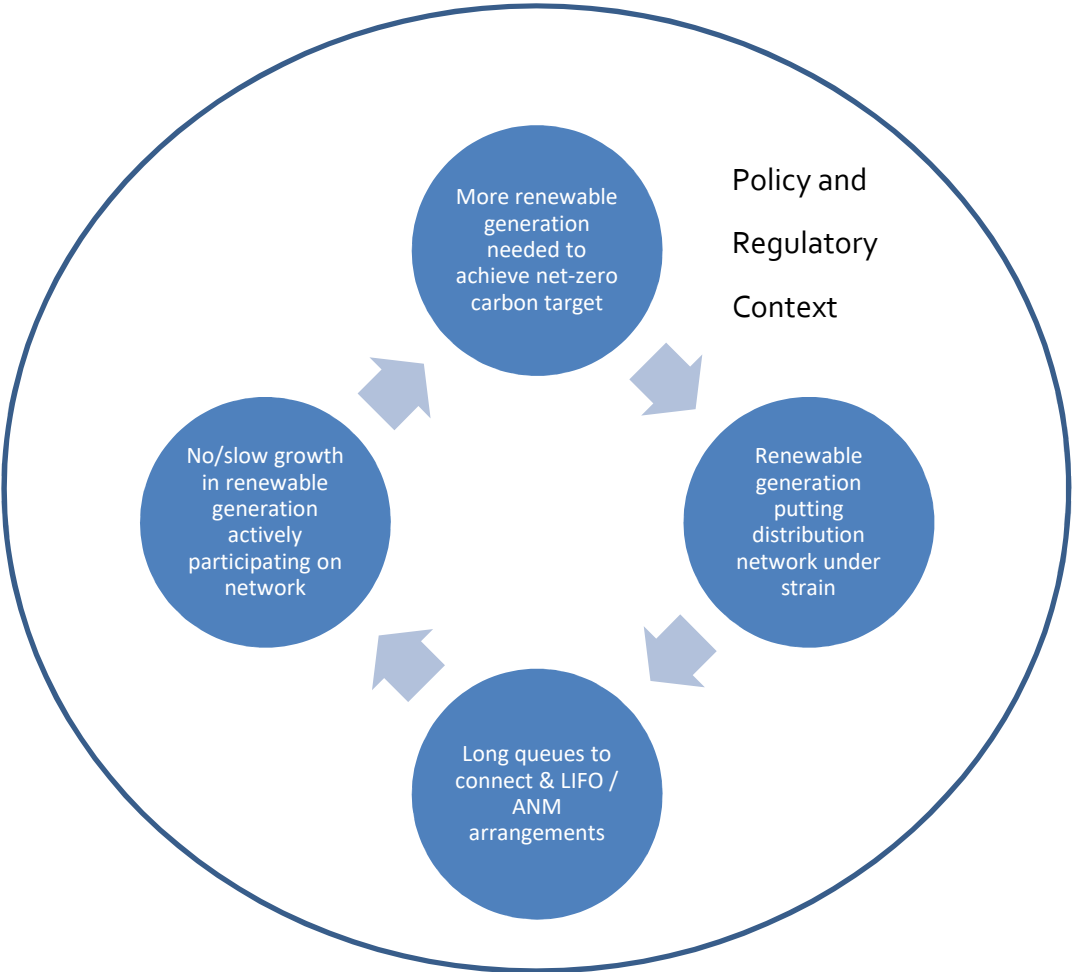 More renewable
generation
needed to
achieve net-zero
carbon target
Policy and
Regulatory
Context
Renewable
generation
putting
distribution
network under
strain
Long queues to
connect & LIFO /
ANM
arrangements
No/slow growth
in renewable
generation
actively
participating on
network